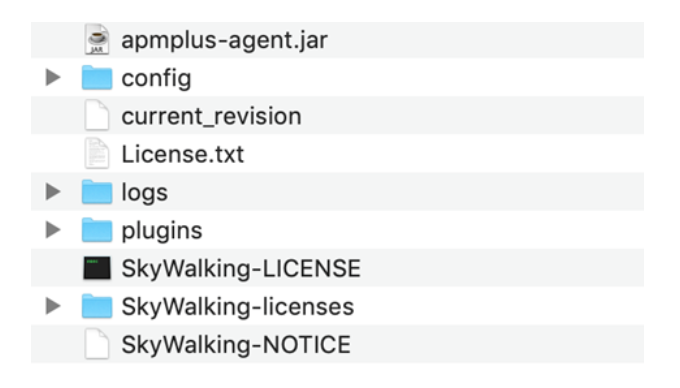 apmplus-agent.jar
config
current_revision
License.txt
logs
plugins
SkyWalking-LICENSE
SkyWalking-licenses
SkyWalking-NOTICE